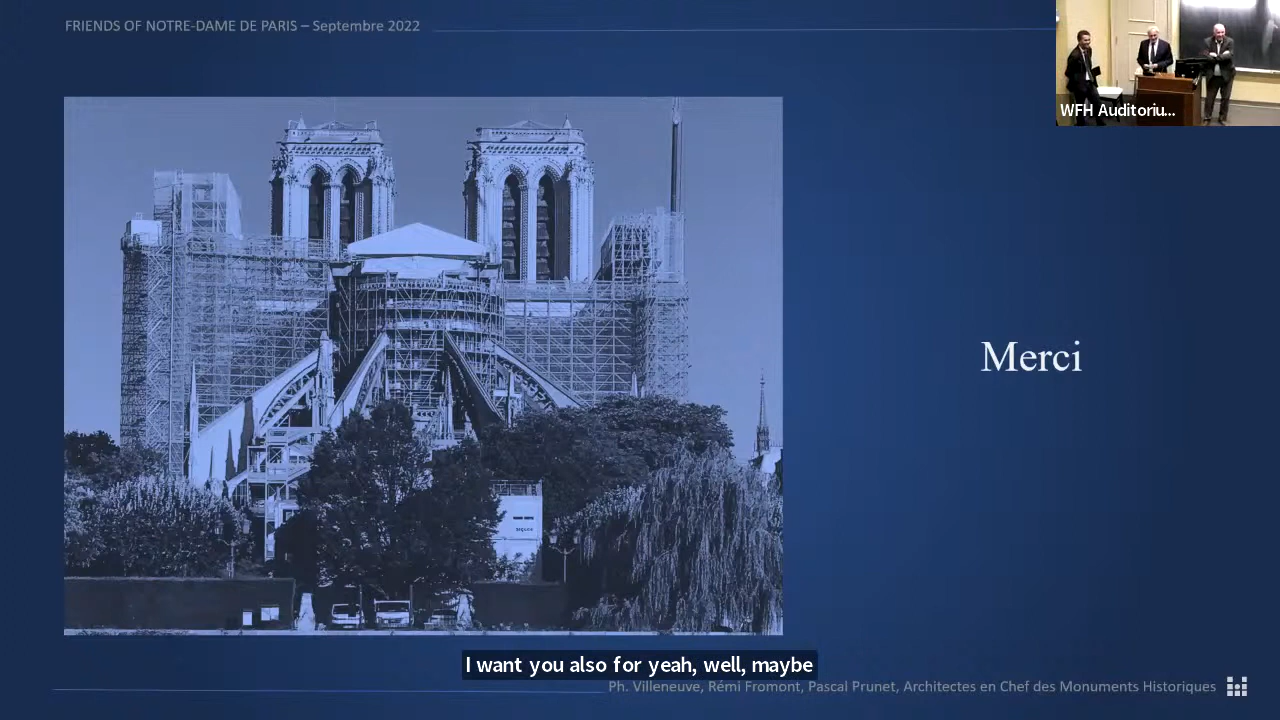 FRIENDS OF NOTRE-DAME DE PARIS – Septembre 2022
WFH Auditoriu...
Merci
I want you also for yeah, well, maybe
Ph. Villeneuve, Rémi Fromont, Pascal Prunet, Architectes en Chef des Monuments Historiques